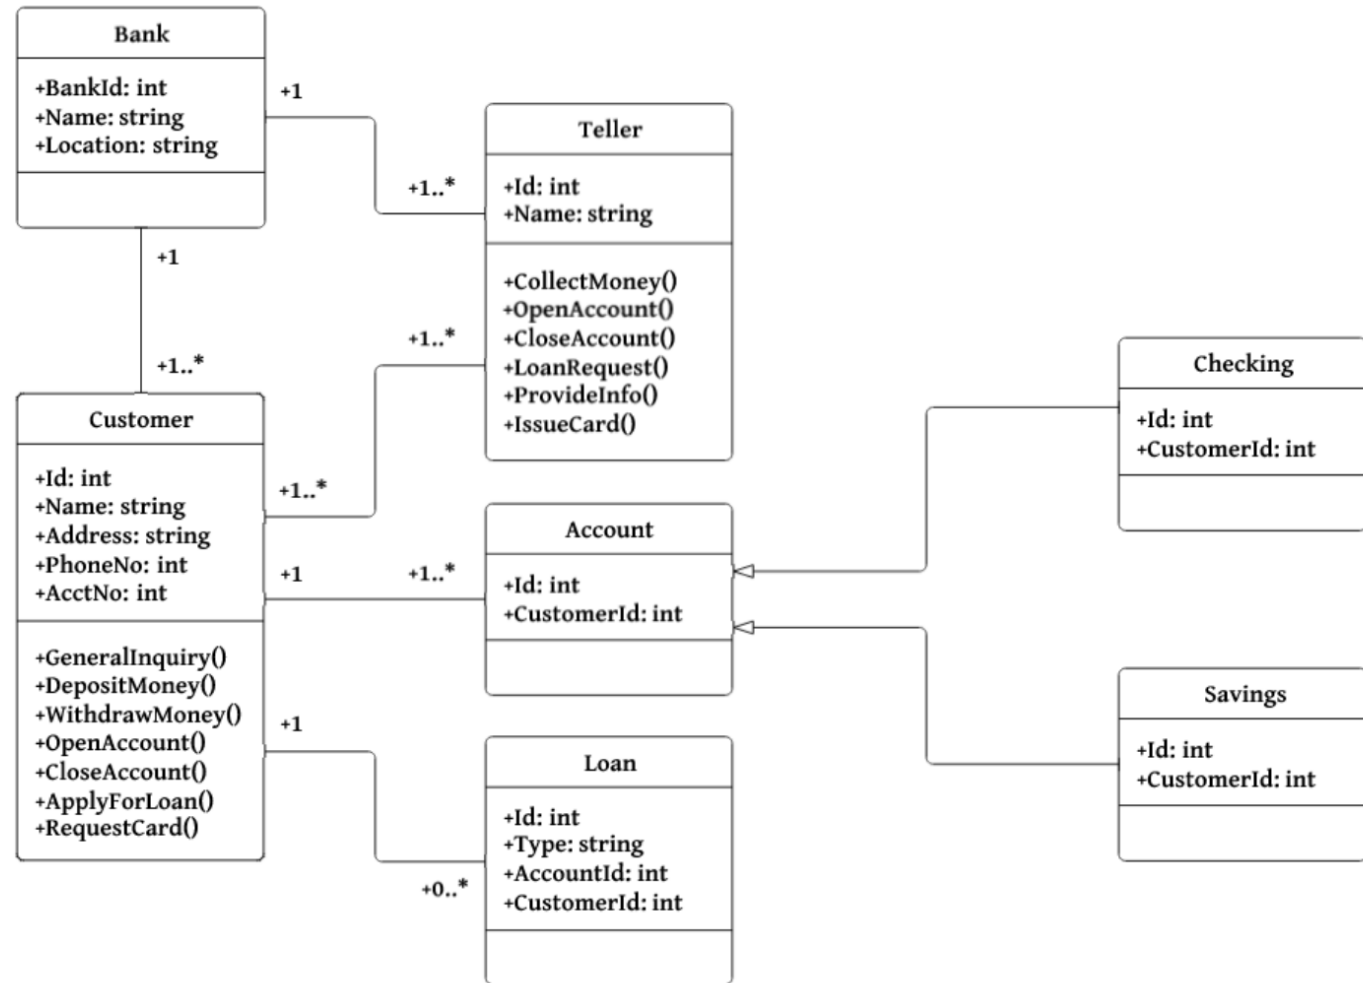 Bank
+BankId: int
+Name: string
+Location: string
+1
+1..*
+1
+1..*
Teller
+Id: int
+Name: string
+CollectMoney()
+OpenAccount()
+CloseAccount()
+LoanRequest()
+ProvideInfo()
+IssueCard()
+1..*
+1..*
Customer
+Id: int
+Name: string
+Address: string
+PhoneNo: int
+AcctNo: int
+GeneralInquiry()
+DepositMoney()
+WithdrawMoney()
+OpenAccount()
+CloseAccount()
+ApplyForLoan()
+RequestCard()
+1
+1..*
Account
+Id: int
+CustomerId: int
+1
+0..*
Loan
+Id: int
+Type: string
+AccountId: int
+CustomerId: int
Checking
+Id: int
+CustomerId: int
Savings
+Id: int
+CustomerId: int